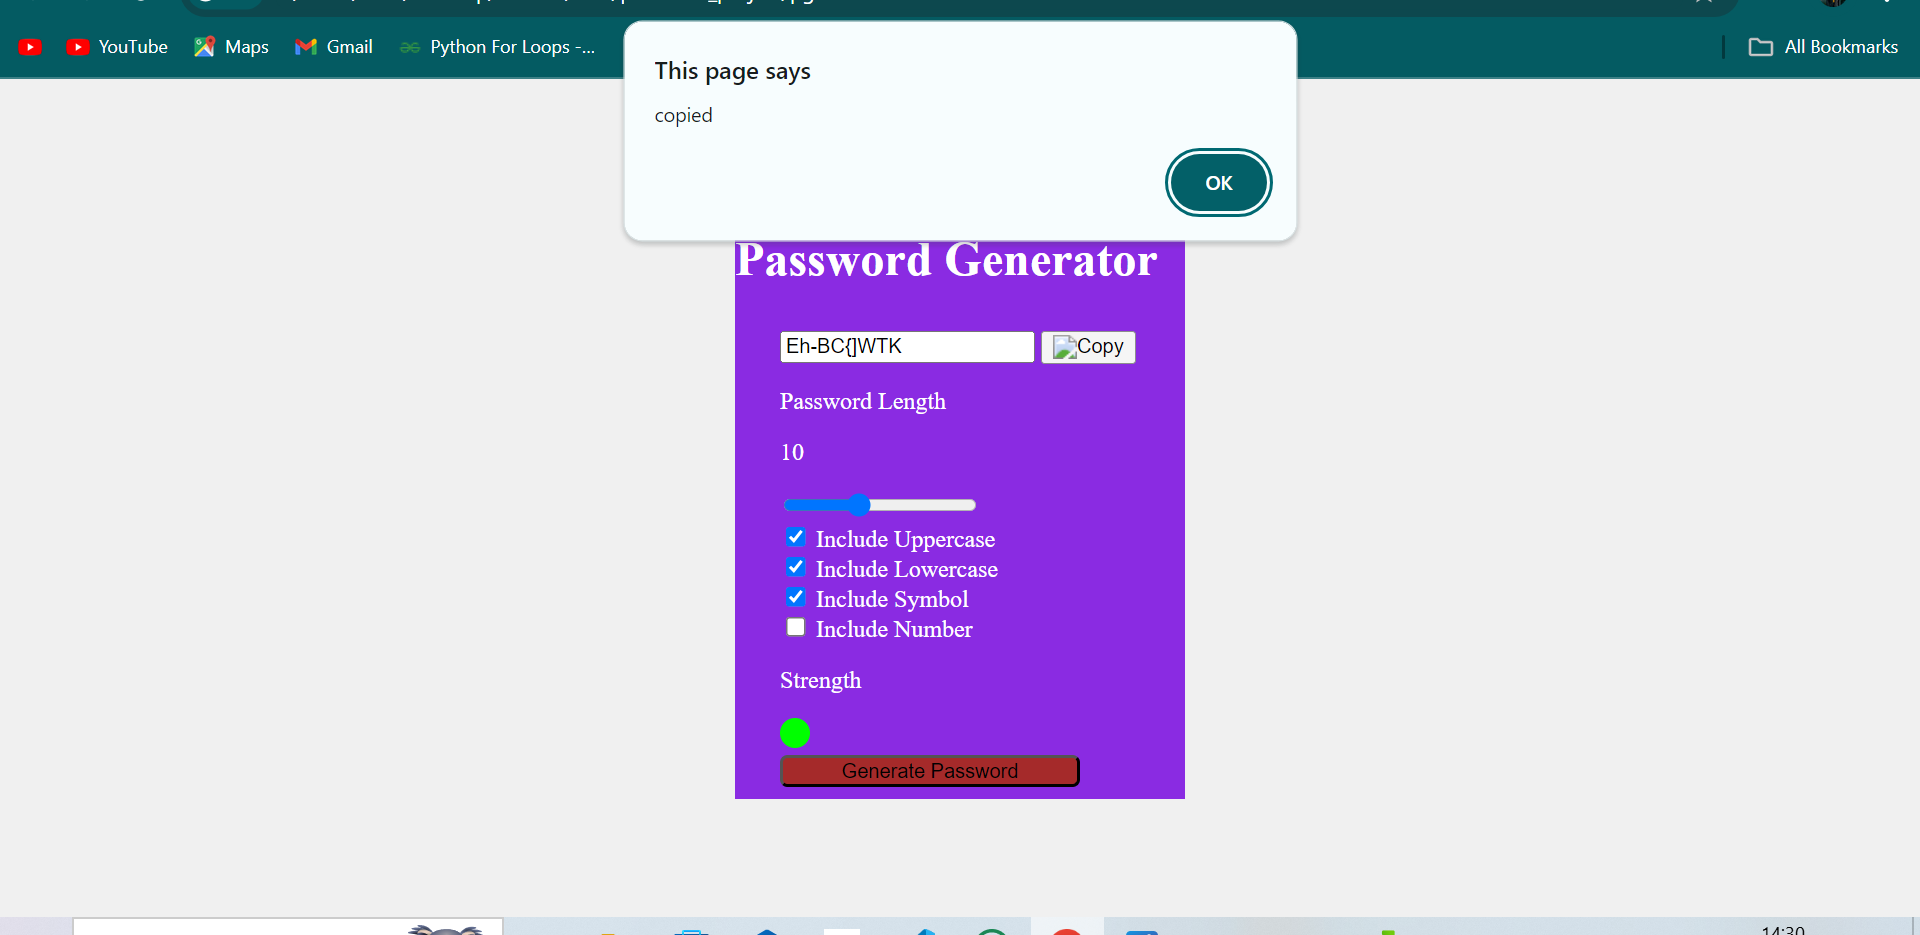 YouTube Maps Gmail Python For Loops -... All Bookmarks
This page says
copied
OK
Password Generator
Eh-BC{]WTK Copy
Password Length
10
Include Uppercase
Include Lowercase
Include Symbol
Include Number
Strength
Generate Password
14:30